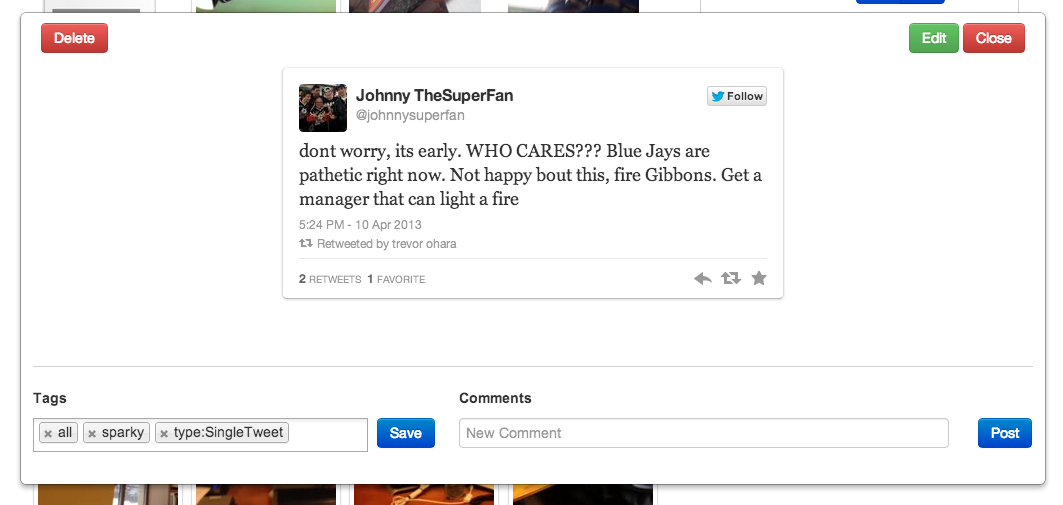 Delete
Edit Close
Johnny TheSuperFan
Follow
@johnnysuperfan
dont worry, its early. WHO CARES??? Blue Jays are
pathetic right now. Not happy bout this, fire Gibbons. Get a
manager that can light a fire
5:24 PM - 10 Apr 2013
Retweeted by trevor ohara
2 RETWEETS 1 FAVORITE
Tags
× all × sparky × type:SingleTweet
Save
Comments
New Comment
Post